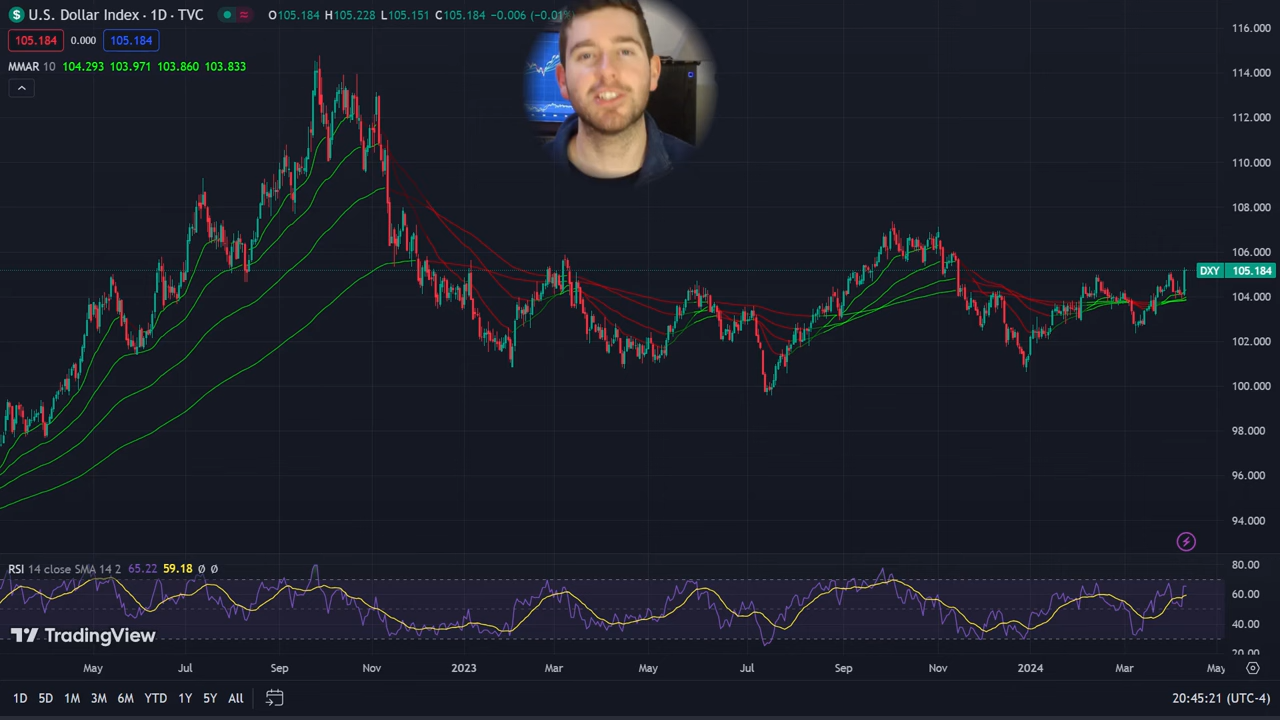 U.S. Dollar Index · 1D · TVC O105.184 H105.228 L105.151 C105.184 -0.006 (-0.01%
105.184 0.000 105.184
MMAR 10 104.293 103.971 103.860 103.833
116.000
114.000
112.000
110.000
108.000
106.000
DXY 105.184
104.000
102.000
100.000
98.000
96.000
94.000
RSI 14 close SMA 14 2 65.22 59.18 Ø Ø
80.00
60.00
40.00
20.00
TradingView
May Jul Sep Nov 2023 Mar May Jul Sep Nov 2024 Mar May
1D 5D 1M 3M 6M YTD 1Y 5Y All 20:45:21 (UTC-4)